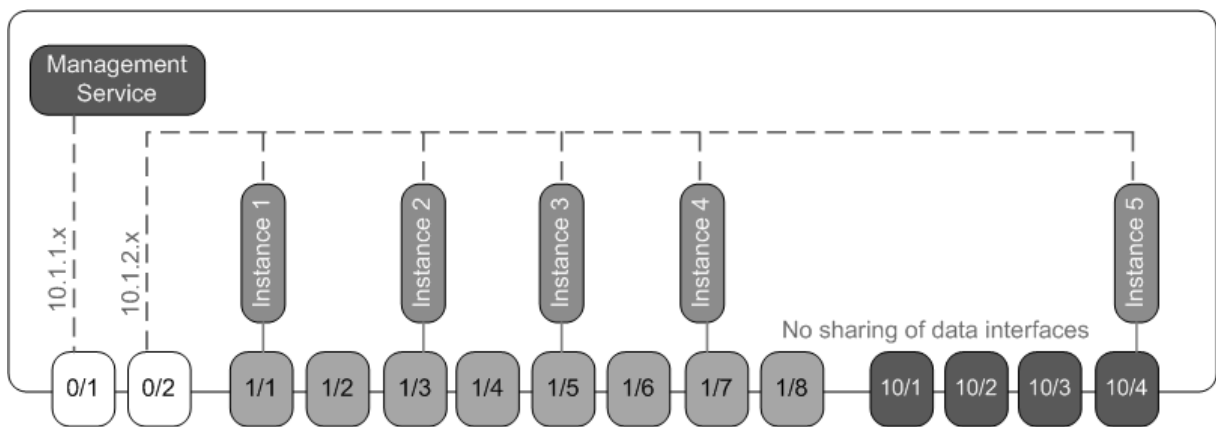 Management
Service
10.1.1.x
10.1.2.x
Instance 1
Instance 2
Instance 3
Instance 4
Instance 5
No sharing of data interfaces
0/1
0/2
1/1
1/2
1/3
1/4
1/5
1/6
1/7
1/8
10/1
10/2
10/3
10/4